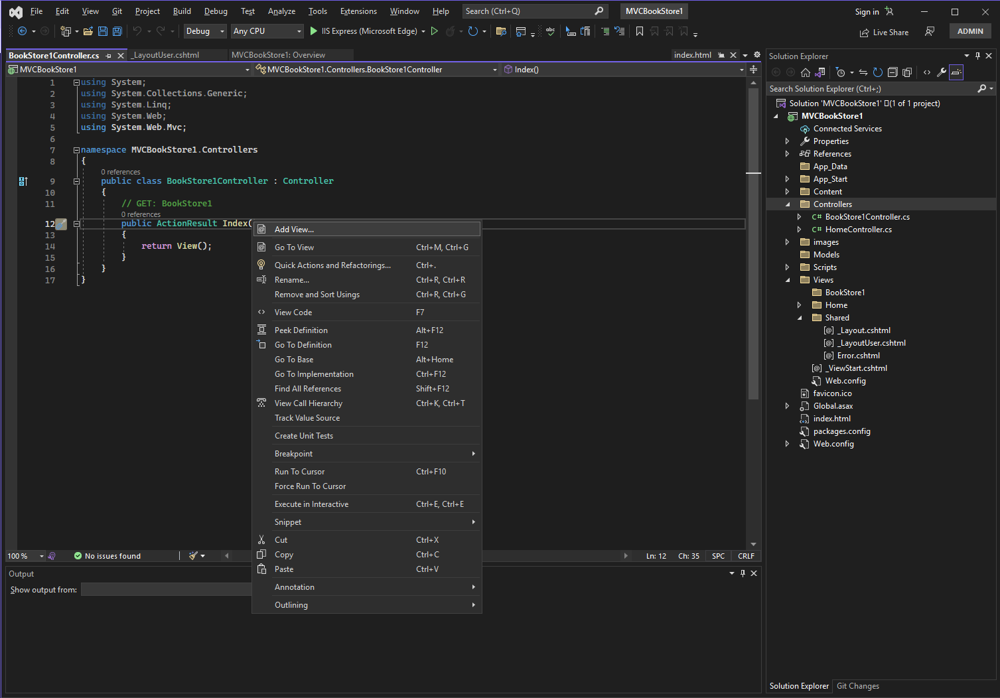 File Edit View Git Project Build Debug Test Analyze Tools Extensions Window Help Search (Ctrl+Q) MVCBookStore1 Sign in
Debug Any CPU IIS Express (Microsoft Edge) Live Share ADMIN
BookStore1Controller.cs _LayoutUser.cshtml MVCBookStore1: Overview index.html
MVCBookStore1 MVCBookStore1.Controllers.BookStore1Controller Index()
1 using System;
2 using System.Collections.Generic;
3 using System.Linq;
4 using System.Web;
5 using System.Web.Mvc;
6
7 namespace MVCBookStore1.Controllers
8 {
0 references
9 public class BookStore1Controller : Controller
10 {
11 // GET: BookStore1
0 references
12 public ActionResult Index(
13 {
14 return View();
15 }
16 }
17 }
Add View...
Go To View Ctrl+M, Ctrl+G
Quick Actions and Refactorings... Ctrl+.
Rename... Ctrl+R, Ctrl+R
Remove and Sort Usings Ctrl+R, Ctrl+G
View Code F7
Peek Definition Alt+F12
Go To Definition F12
Go To Base Alt+Home
Go To Implementation Ctrl+F12
Find All References Shift+F12
View Call Hierarchy Ctrl+K, Ctrl+T
Track Value Source
Create Unit Tests
Breakpoint
Run To Cursor Ctrl+F10
Force Run To Cursor
Execute in Interactive Ctrl+E, Ctrl+E
Snippet
Cut Ctrl+X
Copy Ctrl+C
Paste Ctrl+V
Annotation
Outlining
100 % No issues found Ln: 12 Ch: 35 SPC CRLF
Output
Show output from:
Solution Explorer
Search Solution Explorer (Ctrl+;)
Solution 'MVCBookStore1' (1 of 1 project)
MVCBookStore1
Connected Services
Properties
References
App_Data
App_Start
Content
Controllers
C# BookStore1Controller.cs
C# HomeController.cs
images
Models
Scripts
Views
BookStore1
Home
Shared
_Layout.cshtml
_LayoutUser.cshtml
Error.cshtml
_ViewStart.cshtml
Web.config
favicon.ico
Global.asax
index.html
packages.config
Web.config
Solution Explorer Git Changes